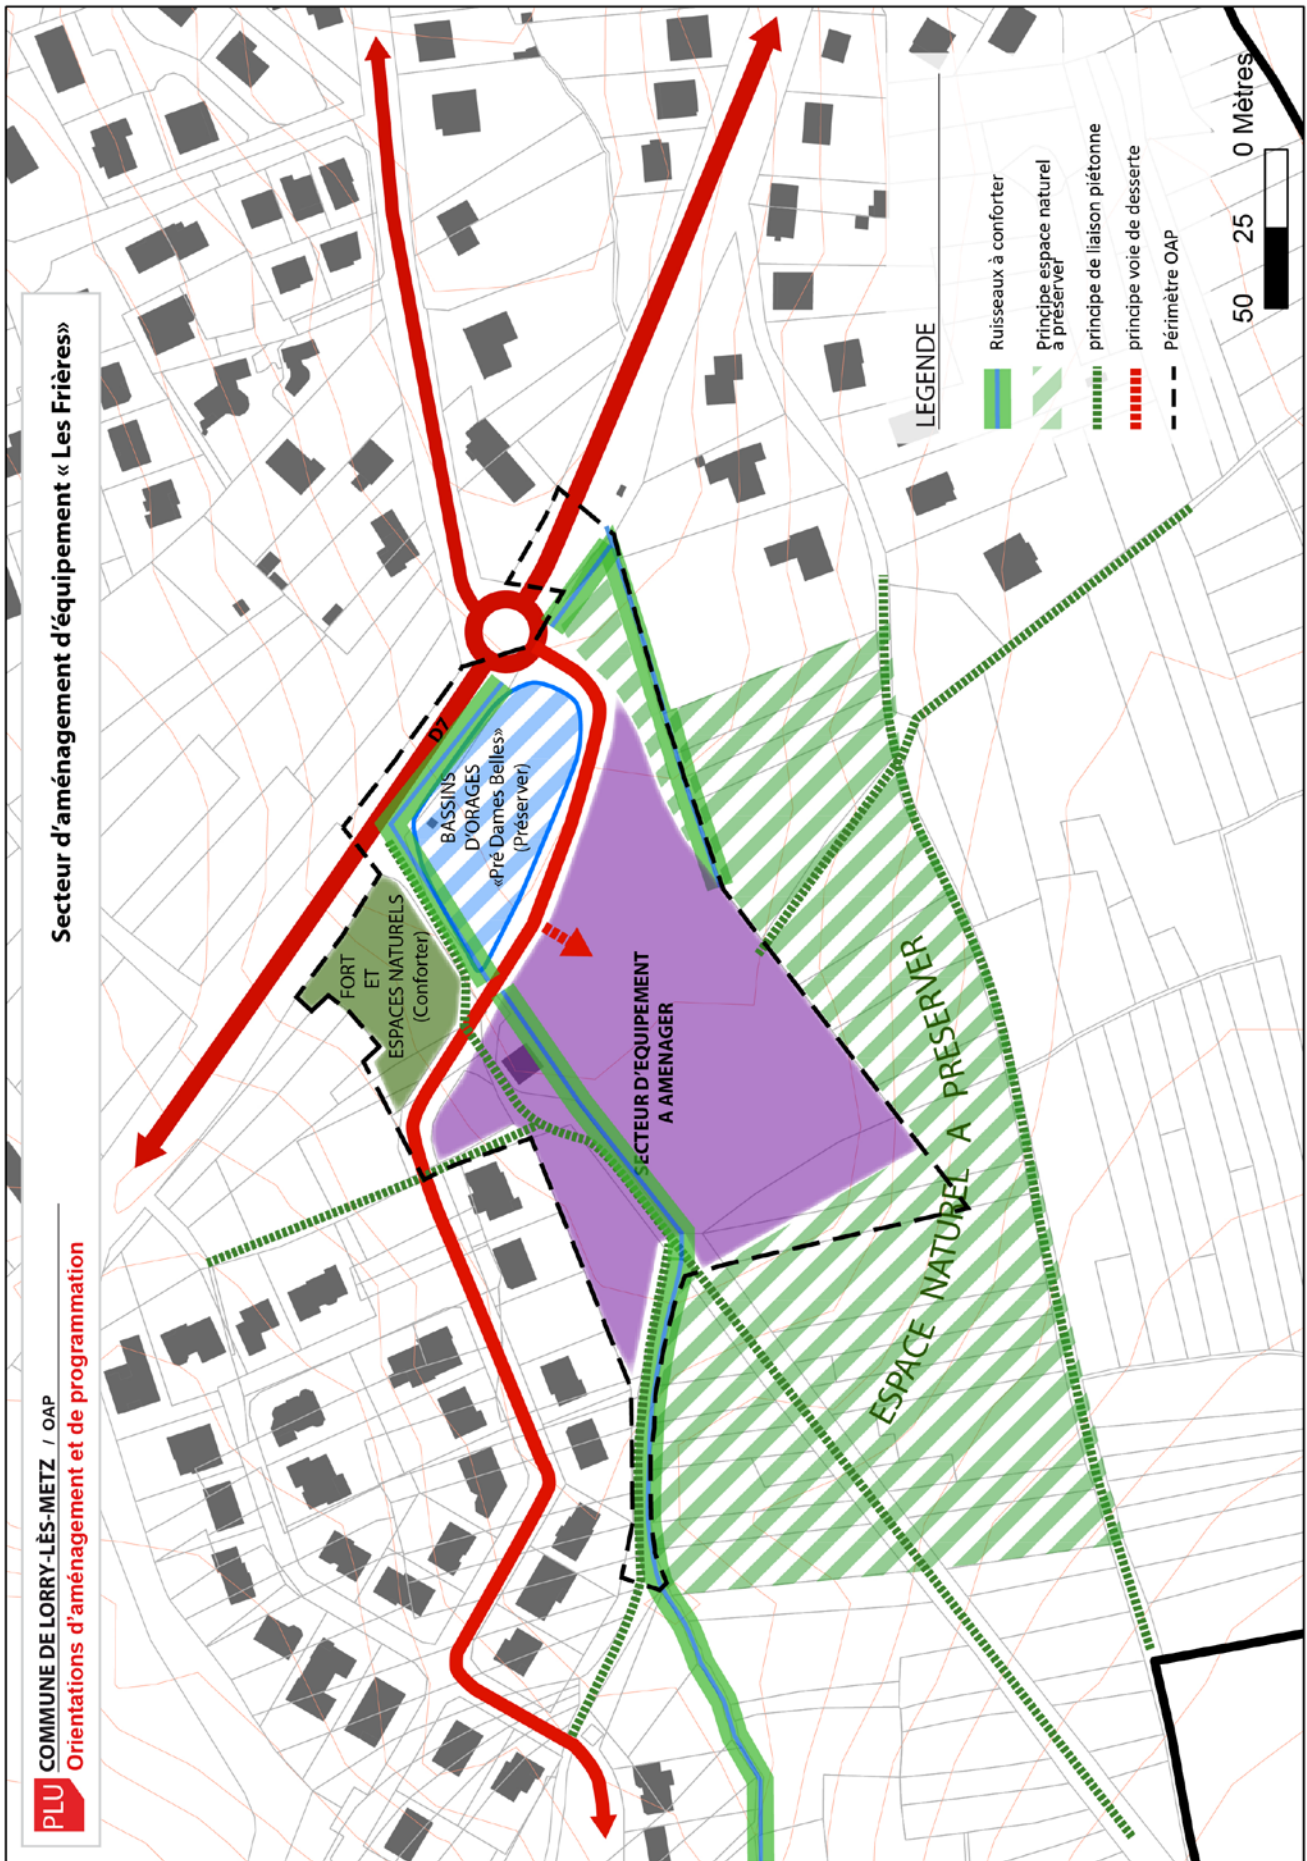 PLU
COMMUNE DE LORRY-LÈS-METZ / OAP
Orientations d'aménagement et de programmation
Secteur d'aménagement d'équipement « Les Frières»
D7
FORT
ET
ESPACES NATURELS
(Conforter)
BASSINS
D'ORAGES
«Pré Dames Belles»
(Préserver)
SECTEUR D'EQUIPEMENT
A AMENAGER
ESPACE NATUREL A PRESERVER
LEGENDE
Ruisseaux à conforter
Principe espace naturel
a préserver
principe de liaison piétonne
principe voie de desserte
Périmètre OAP
50 25 0 Mètres